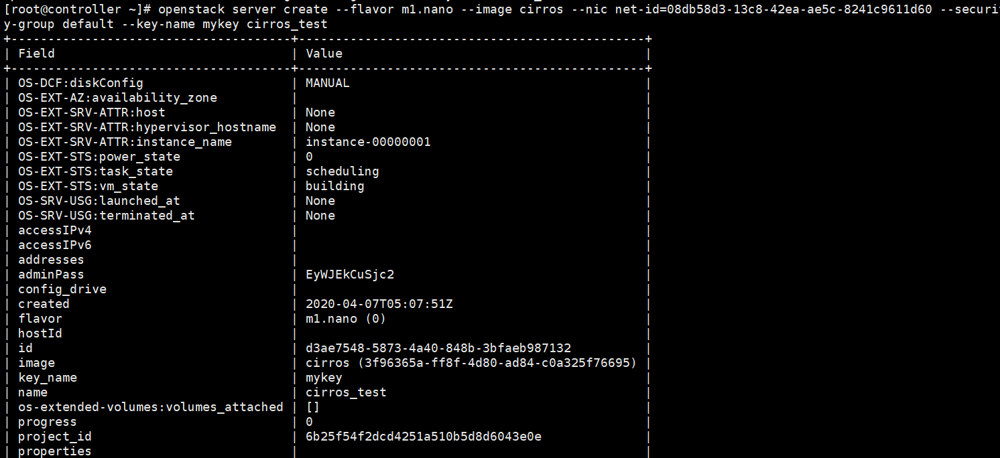 [root@controller ~]# openstack server create --flavor m1.nano --image cirros --nic net-id=08db58d3-13c8-42ea-ae5c-8241c9611d60 --securit
y-group default --key-name mykey cirros_test
+--------------------------------------+-----------------------------------------------+
| Field | Value |
+--------------------------------------+-----------------------------------------------+
| OS-DCF:diskConfig | MANUAL |
| OS-EXT-AZ:availability_zone | |
| OS-EXT-SRV-ATTR:host | None |
| OS-EXT-SRV-ATTR:hypervisor_hostname | None |
| OS-EXT-SRV-ATTR:instance_name | instance-00000001 |
| OS-EXT-STS:power_state | 0 |
| OS-EXT-STS:task_state | scheduling |
| OS-EXT-STS:vm_state | building |
| OS-SRV-USG:launched_at | None |
| OS-SRV-USG:terminated_at | None |
| accessIPv4 | |
| accessIPv6 | |
| addresses | |
| adminPass | EyWJEkCuSjc2 |
| config_drive | |
| created | 2020-04-07T05:07:51Z |
| flavor | m1.nano (0) |
| hostId | |
| id | d3ae7548-5873-4a40-848b-3bfaeb987132 |
| image | cirros (3f96365a-ff8f-4d80-ad84-c0a325f76695) |
| key_name | mykey |
| name | cirros_test |
| os-extended-volumes:volumes_attached | [] |
| progress | 0 |
| project_id | 6b25f54f2dcd4251a510b5d8d6043e0e |
| properties | |